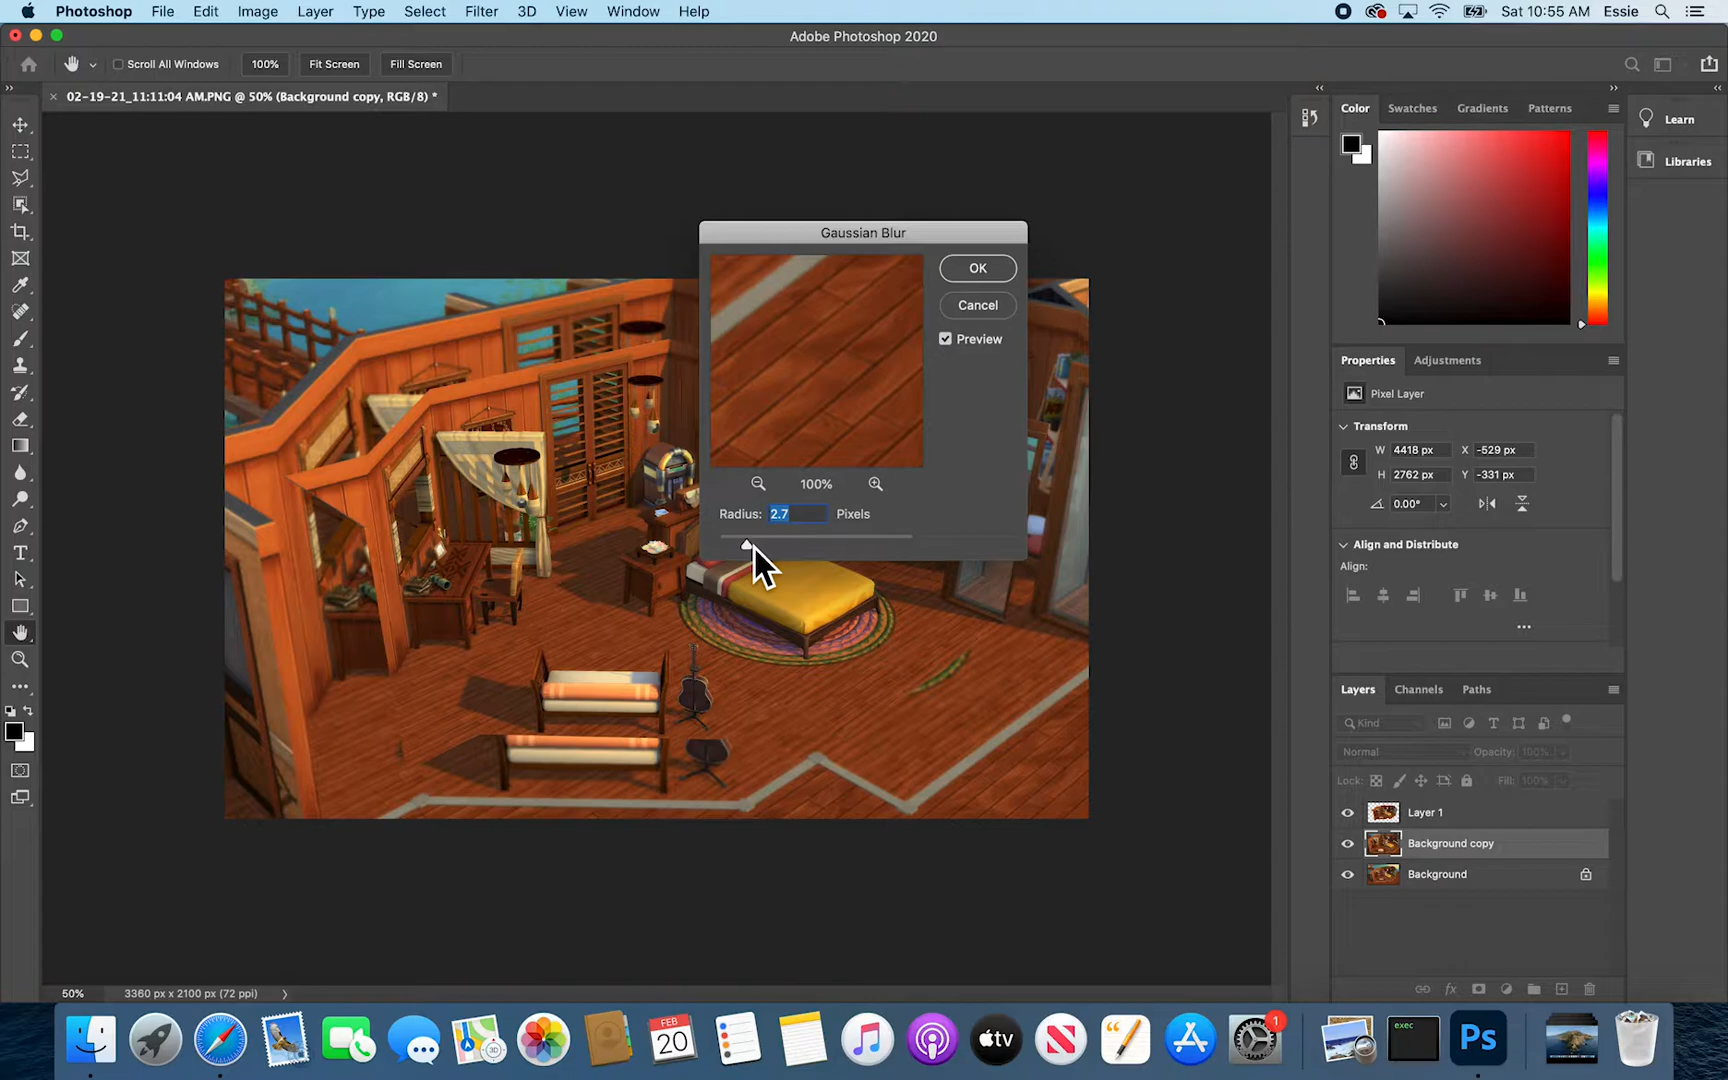 Photoshop File Edit Image Layer Type Select Filter 3D View Window Help Sat 10:55 AM Essie
Adobe Photoshop 2020
Scroll All Windows 100% Fit Screen Fill Screen
02-19-21_11:11:04 AM.PNG @ 50% (Background copy, RGB/8) *
Color Swatches Gradients Patterns
Learn
Libraries
Gaussian Blur
OK
Cancel
Preview
100%
Radius: 2.7 Pixels
Properties Adjustments
Pixel Layer
Transform
W 4418 px X -529 px
H 2762 px Y -331 px
0.00°
Align and Distribute
Align:
Layers Channels Paths
Kind
Normal Opacity: 100%
Lock: Fill: 100%
Layer 1
Background copy
Background
50% 3360 px x 2100 px (72 ppi)
FEB
20
3D
tv
1
exec
Ps